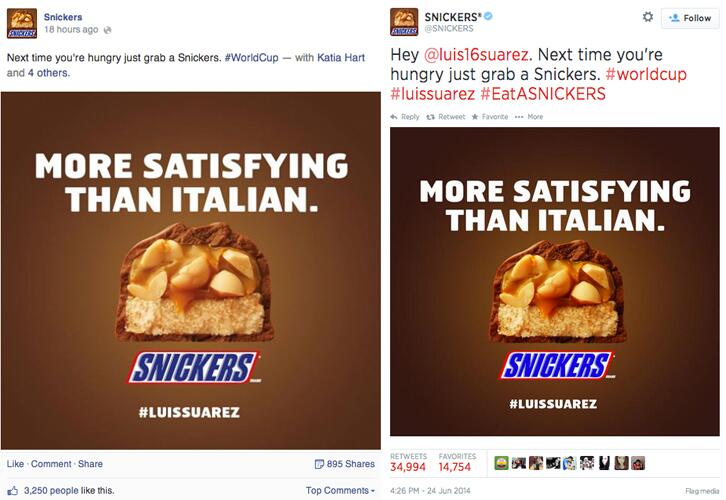 Snickers
18 hours ago
Next time you're hungry just grab a Snickers. #WorldCup — with Katia Hart
and 4 others.
MORE SATISFYING
THAN ITALIAN.
SNICKERS
#LUISSUAREZ
Like · Comment · Share
895 Shares
3,250 people like this.
Top Comments
SNICKERS®
@SNICKERS
Follow
Hey @luis16suarez. Next time you're
hungry just grab a Snickers. #worldcup
#luissuarez #EatASNICKERS
Reply Retweet Favorite ••• More
MORE SATISFYING
THAN ITALIAN.
SNICKERS
#LUISSUAREZ
RETWEETS FAVORITES
34,994 14,754
4:26 PM - 24 Jun 2014
Flag media